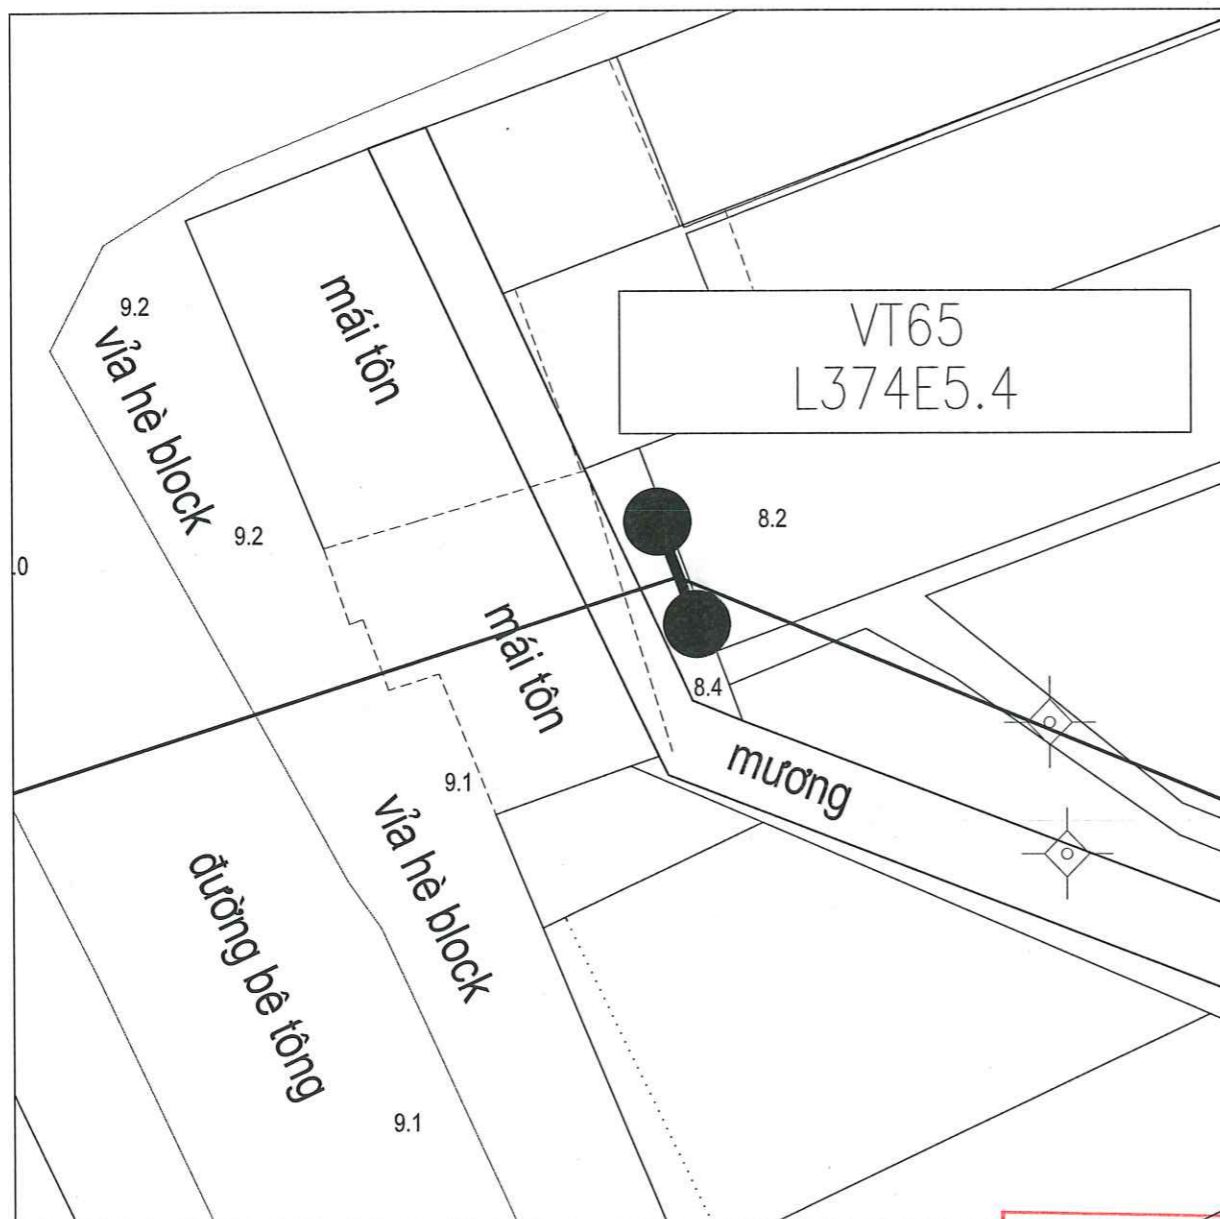 VT65
L374E5.4
9.2
mái tôn
vỉa hè block
9.2
8.2
.0
mái tôn
8.4
mương
9.1
vỉa hè block
đường bê tông
9.1